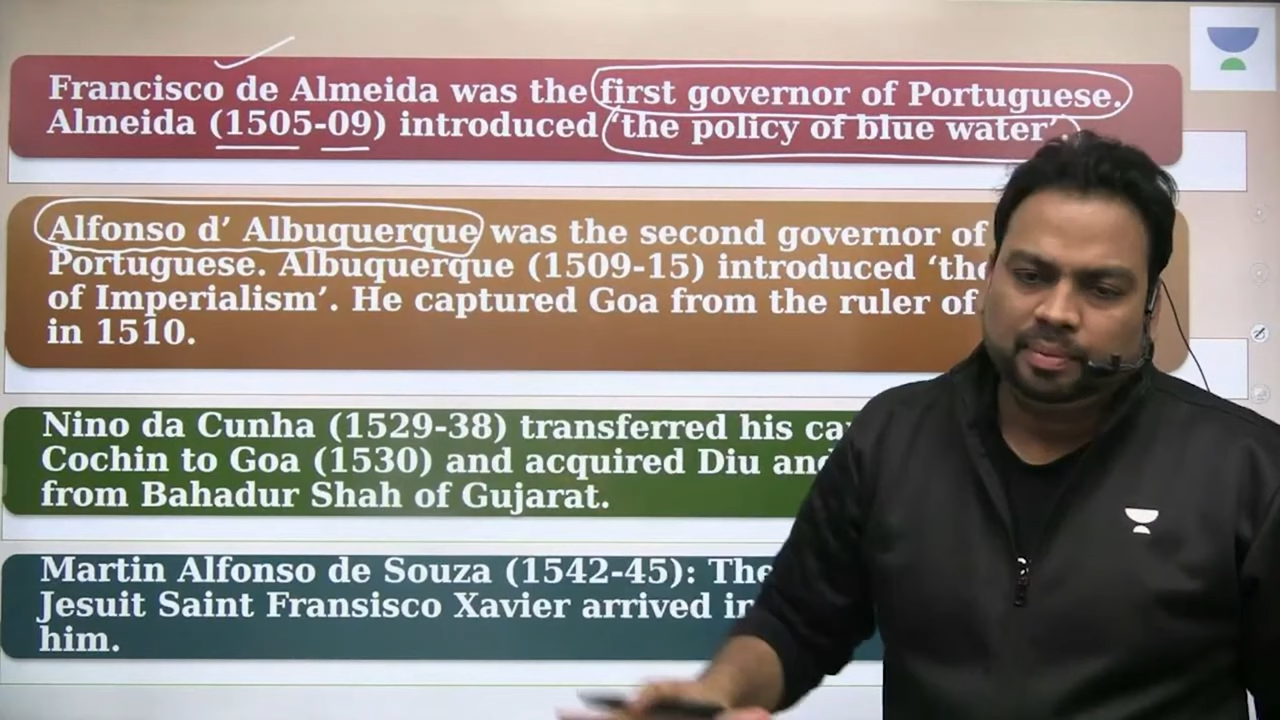 Francisco de Almeida was the first governor of Portuguese.
Almeida (1505-09) introduced ‘the policy of blue water’.
Alfonso d’ Albuquerque was the second governor of
Portuguese. Albuquerque (1509-15) introduced ‘the
of Imperialism’. He captured Goa from the ruler of
in 1510.
Nino da Cunha (1529-38) transferred his
Cochin to Goa (1530) and acquired Diu and
from Bahadur Shah of Gujarat.
Martin Alfonso de Souza (1542-45): The
Jesuit Saint Fransisco Xavier arrived
him.